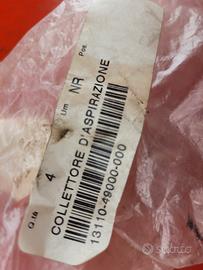 Q.tà
4
Um
NR
Pos.
COLLETTORE D'ASPIRAZIONE
13110-49000-000
subito